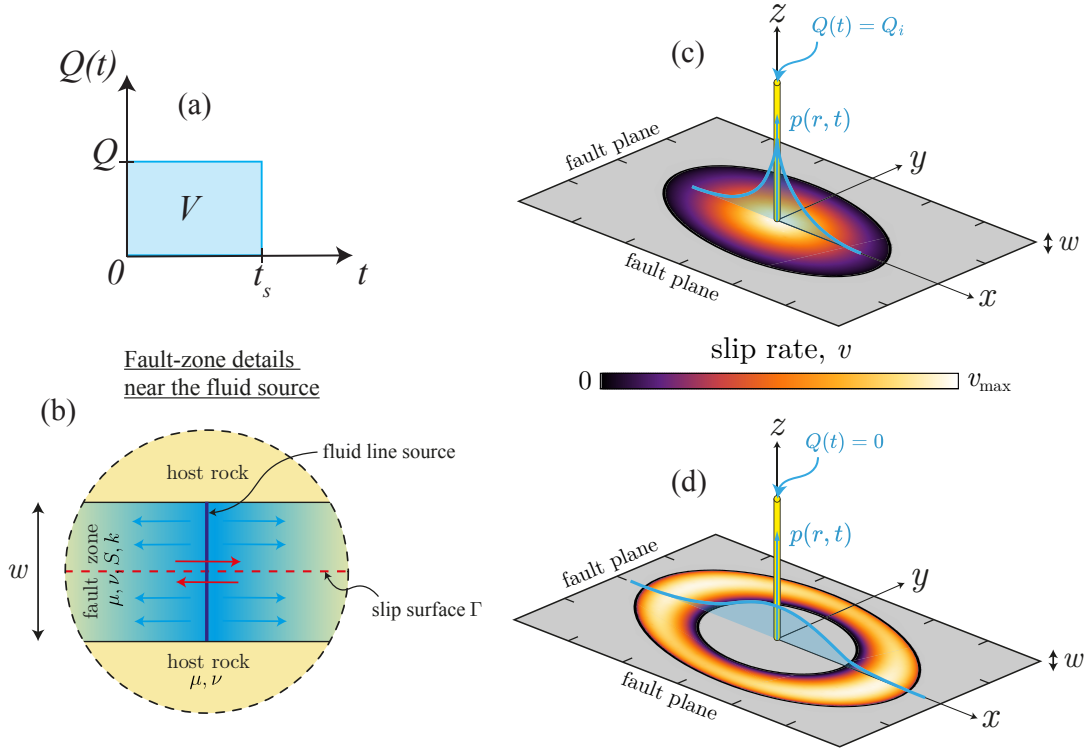 Q(t)
(a)
Q
V
0
t_s
t
Fault-zone details
near the fluid source
(b)
fluid line source
host rock
w
fault zone
μ, ν, S, k
slip surface Γ
host rock
μ, ν
(c)
z
Q(t) = Q_i
p(r, t)
fault plane
y
w
fault plane
x
slip rate, v
0
v_max
(d)
z
Q(t) = 0
p(r, t)
fault plane
y
w
fault plane
x